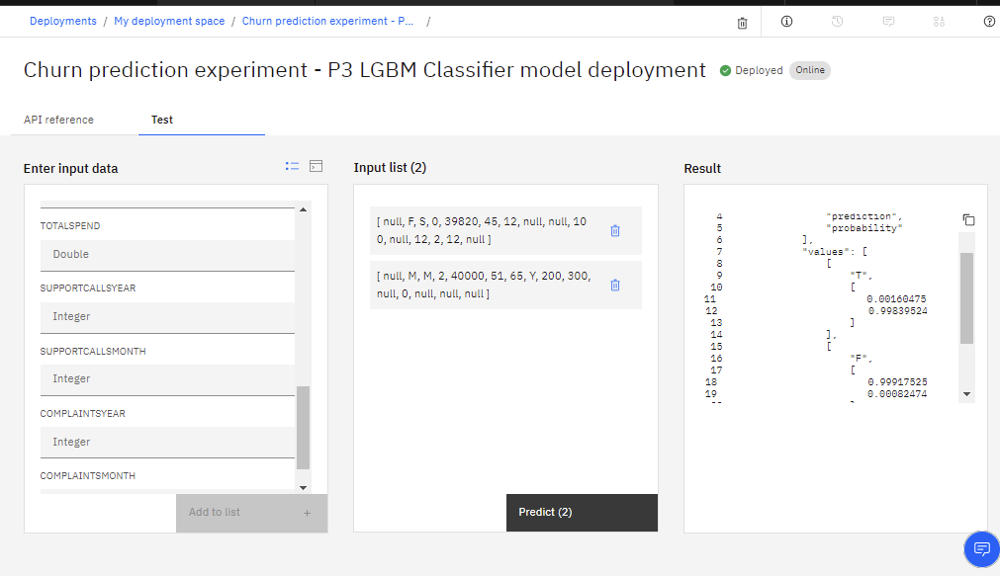 Deployments / My deployment space / Churn prediction experiment - P... /
Churn prediction experiment - P3 LGBM Classifier model deployment Deployed Online
API reference Test
Enter input data
TOTALSPEND
Double
SUPPORTCALLSYEAR
Integer
SUPPORTCALLSMONTH
Integer
COMPLAINTSYEAR
Integer
COMPLAINTSMONTH
Add to list +
Input list (2)
[ null, F, S, 0, 39820, 45, 12, null, null, 10
0, null, 12, 2, 12, null ]
[ null, M, M, 2, 40000, 51, 65, Y, 200, 300,
null, 0, null, null, null ]
Predict (2)
Result
4 "prediction",
5 "probability"
6 ],
7 "values": [
8 [
9 "T",
10 [
11 0.00160475
12 0.99839524
13 ]
14 ],
15 [
16 "F",
17 [
18 0.99917525
19 0.00082474